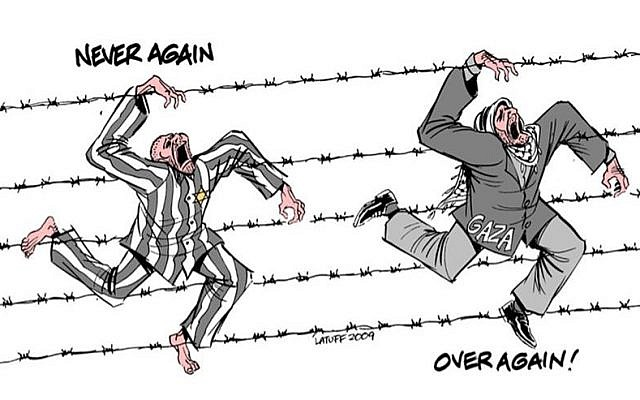 NEVER AGAIN
GAZA
LATUFF 2009
OVER AGAIN!